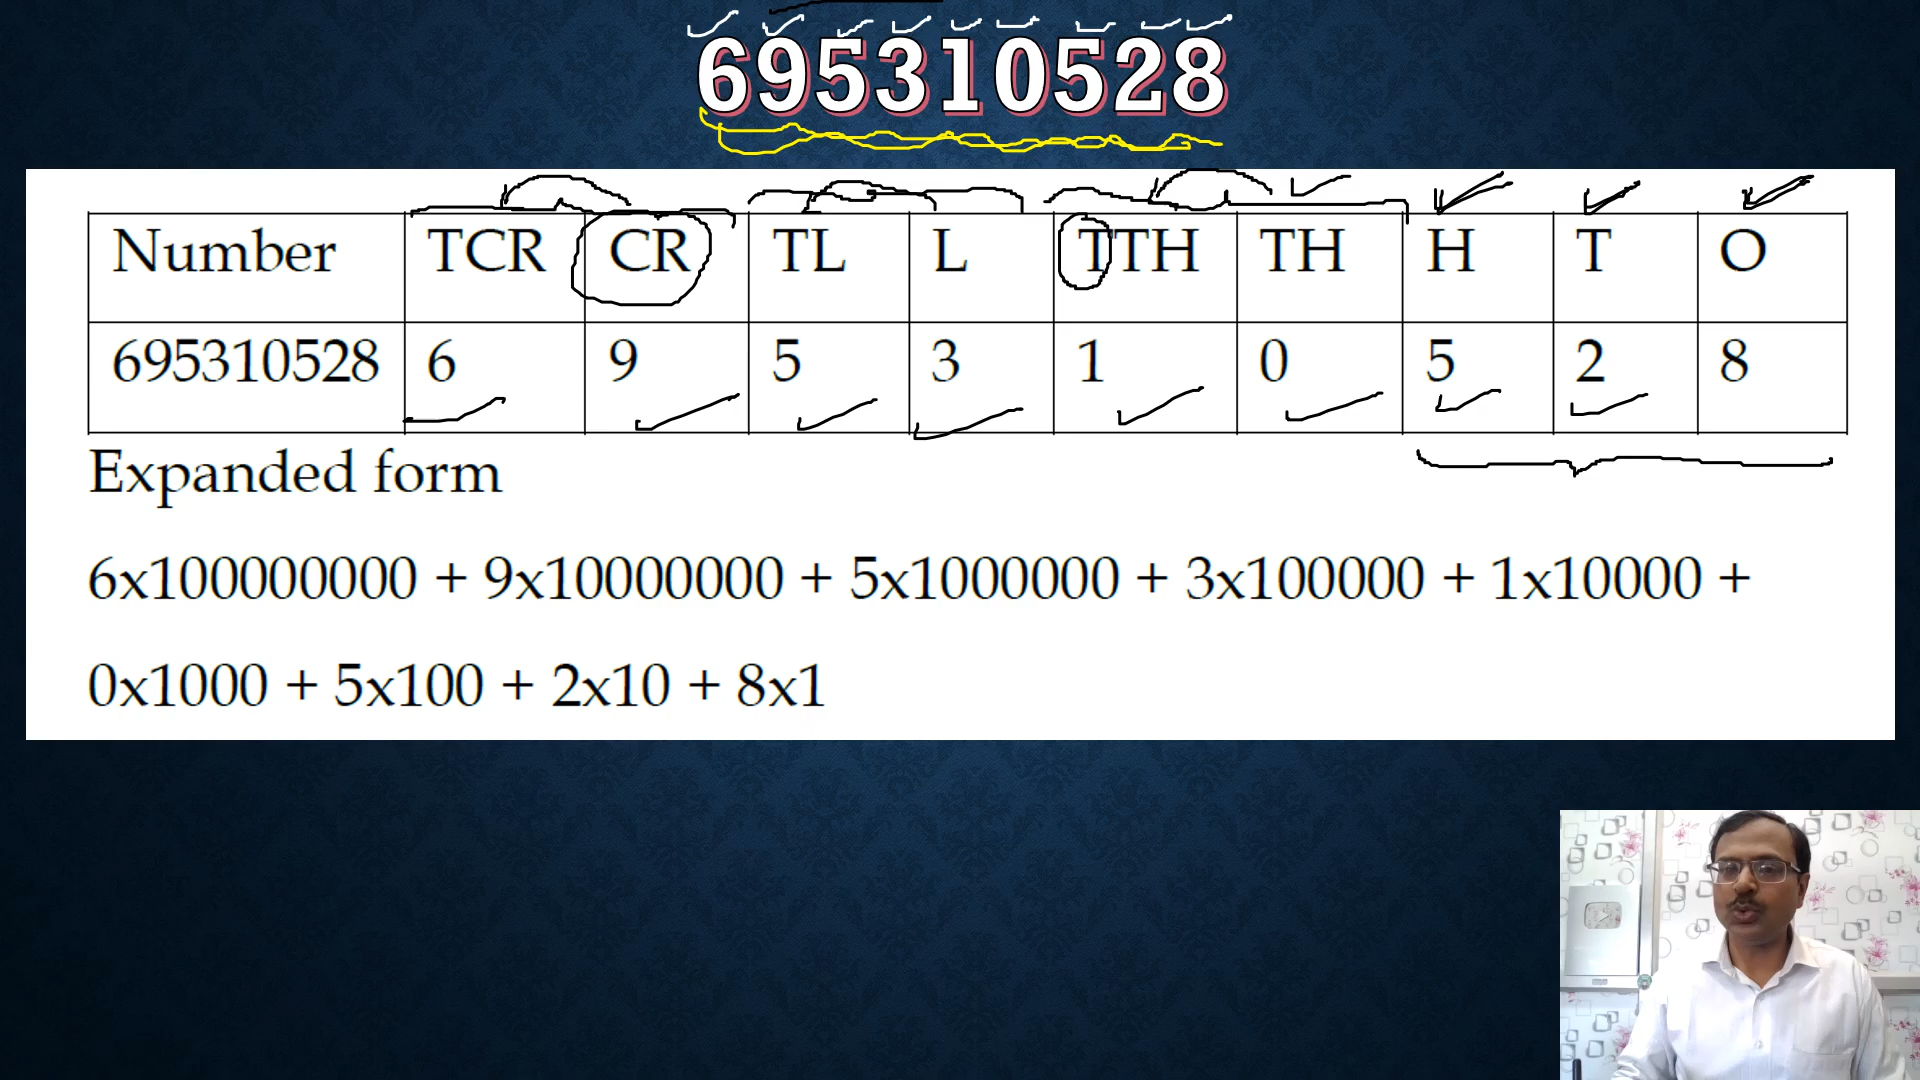 695310528
Number TCR CR TL L TTH TH H T O
695310528 6 9 5 3 1 0 5 2 8
Expanded form
6x100000000 + 9x10000000 + 5x1000000 + 3x100000 + 1x10000 +
0x1000 + 5x100 + 2x10 + 8x1